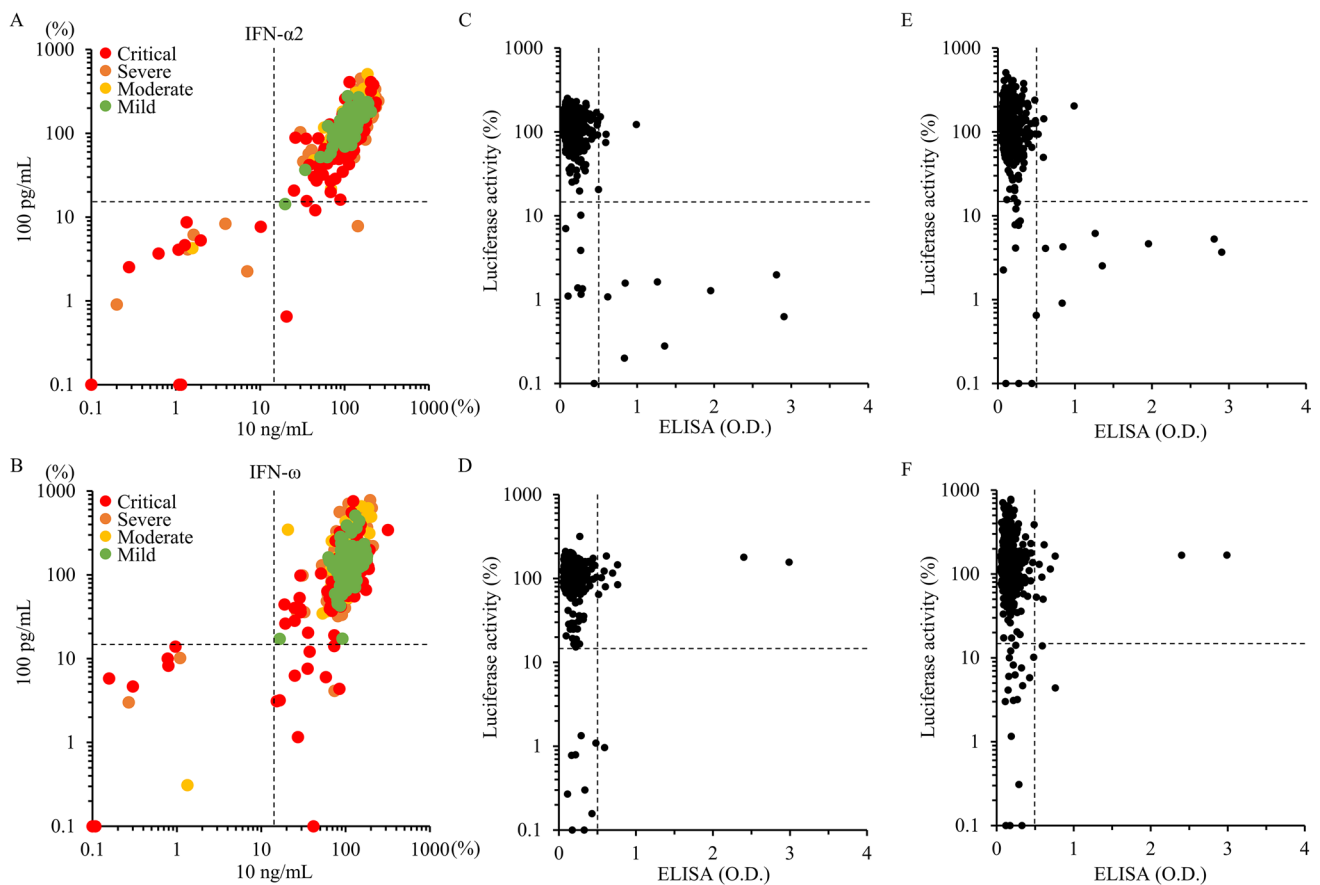 A
(%)
IFN-α2
1000
100
10
1
0.1
100 pg/mL
Critical
Severe
Moderate
Mild
0.1
1
10
100
1000
(%)
10 ng/mL
C
1000
100
10
1
0.1
Luciferase activity (%)
0
1
2
3
4
ELISA (O.D.)
E
1000
100
10
1
0.1
Luciferase activity (%)
0
1
2
3
4
ELISA (O.D.)
B
(%)
IFN-ω
1000
100
10
1
0.1
100 pg/mL
Critical
Severe
Moderate
Mild
0.1
1
10
100
1000
(%)
10 ng/mL
D
1000
100
10
1
0.1
Luciferase activity (%)
0
1
2
3
4
ELISA (O.D.)
F
1000
100
10
1
0.1
Luciferase activity (%)
0
1
2
3
4
ELISA (O.D.)